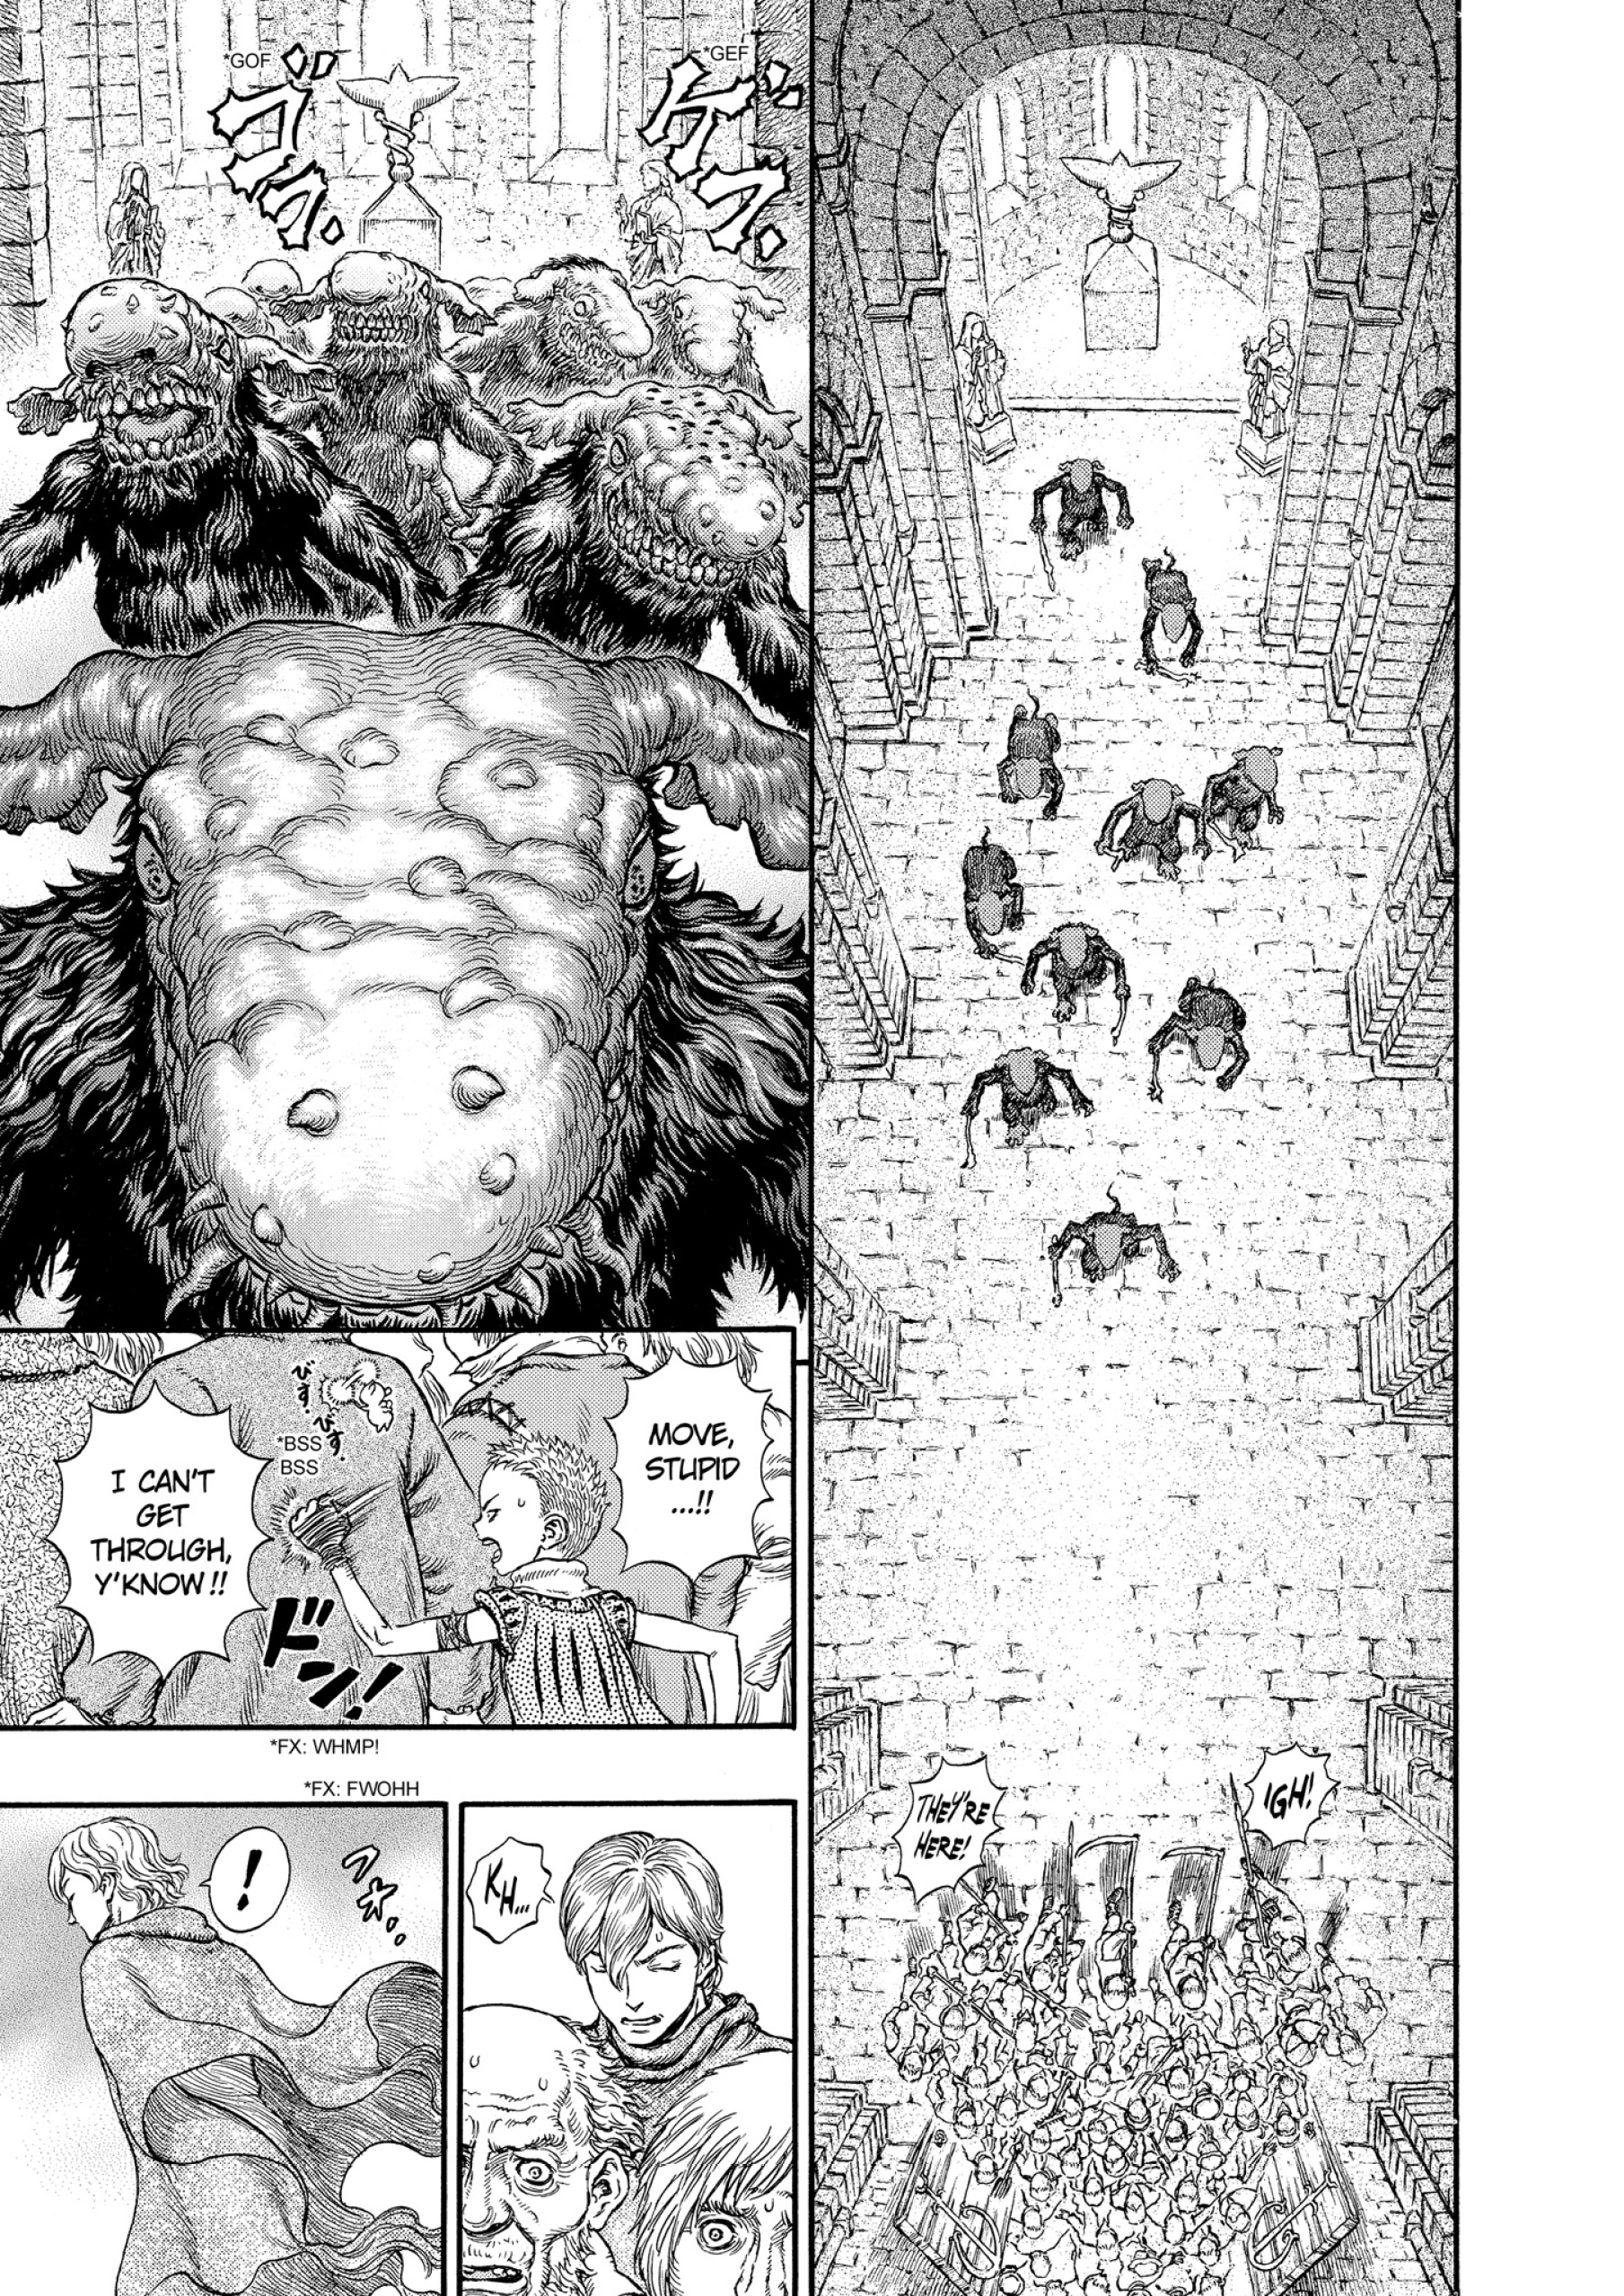 IGH!
THEY'RE
HERE!
*GEF
ゲフ.
*GOF
ゴフ.
MOVE,
STUPID
...!!
びす.びす.
*BSS
BSS
I CAN'T
GET
THROUGH,
Y'KNOW!!
ドン!
*FX: WHMP!
*FX: FWOHH
KH...
!
フオ.